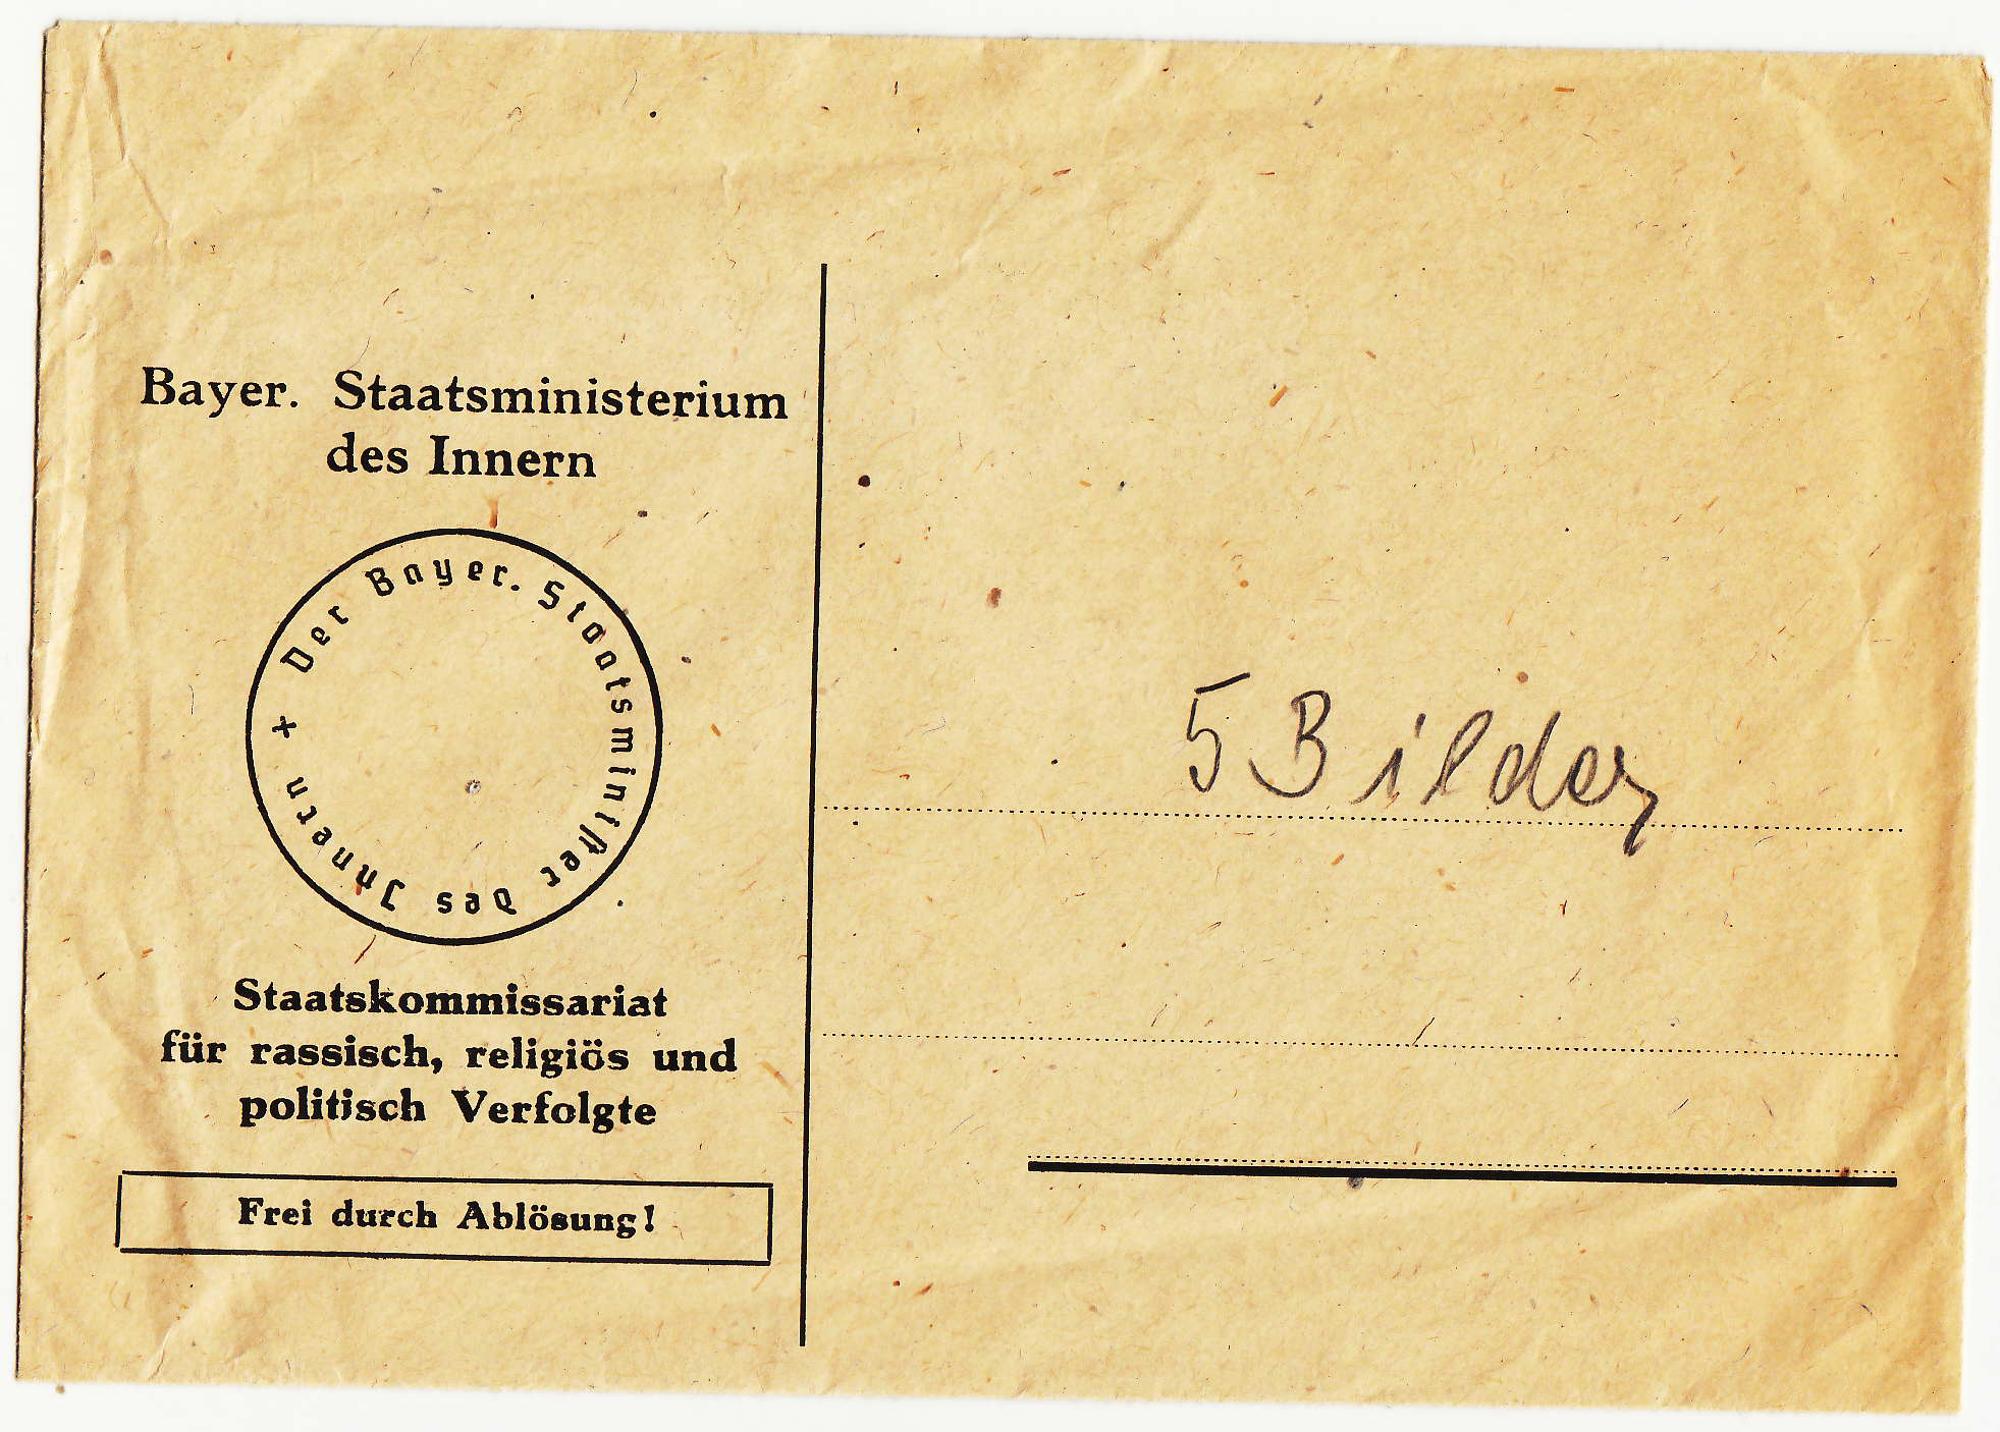 Bayer. Staatsministerium
des Innern
Der Bayer. Staatsminister des Innern +
Staatskommissariat
für rassisch, religiös und
politisch Verfolgte
Frei durch Ablösung!
5 Bilder